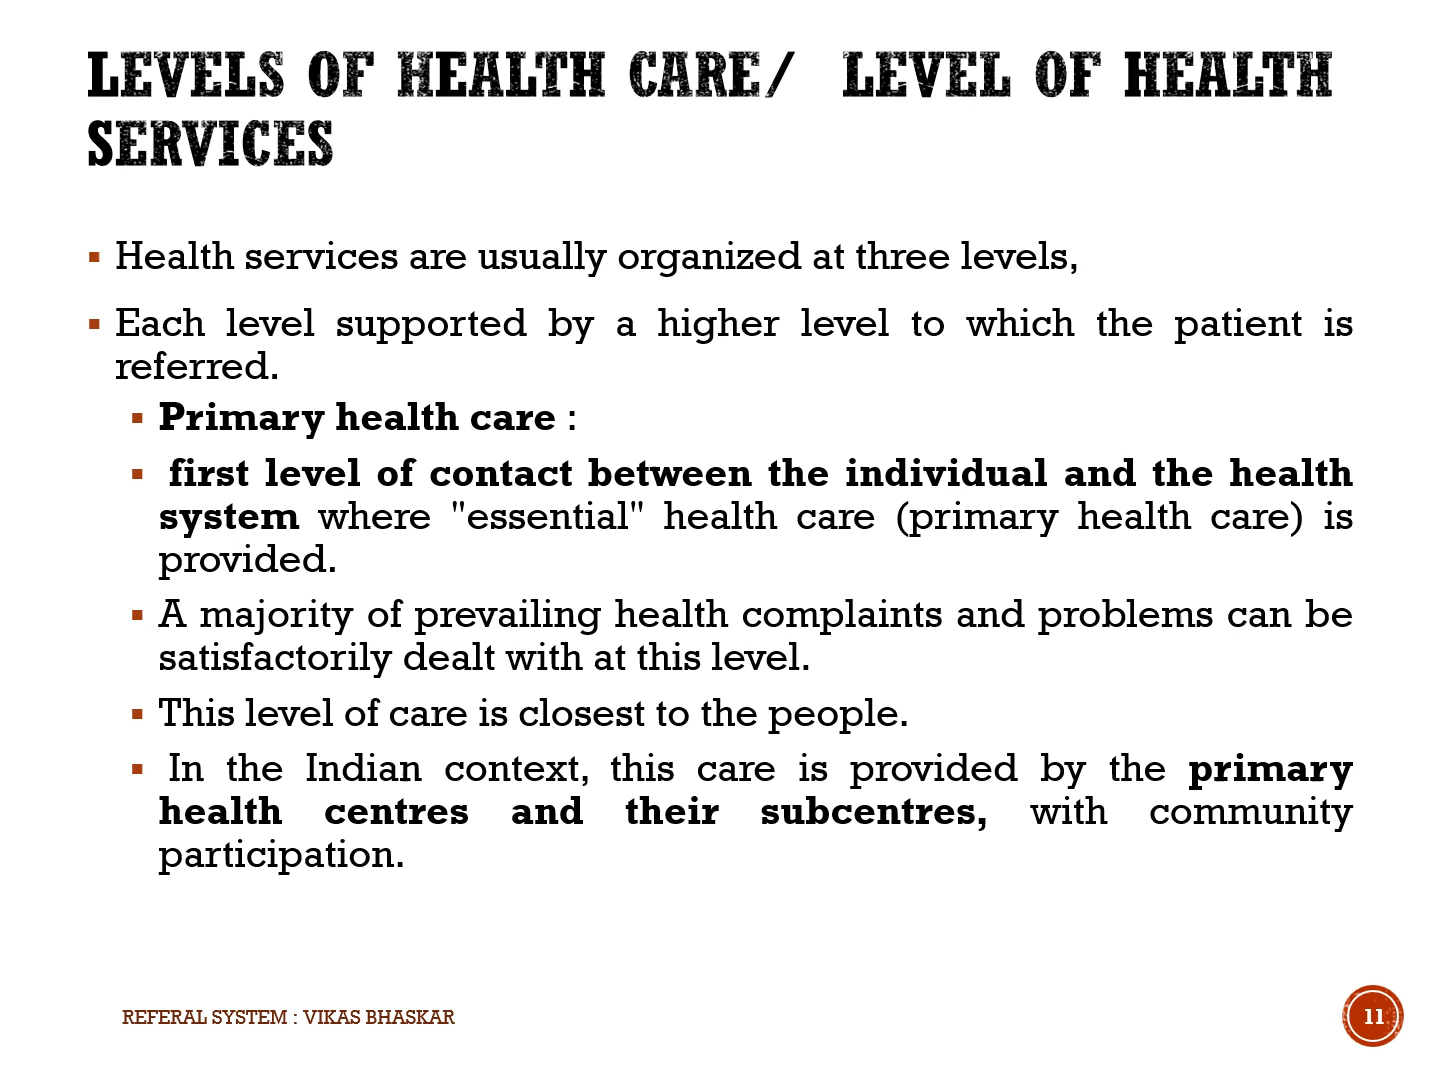 LEVELS OF HEALTH CARE/ LEVEL OF HEALTH
SERVICES
▪ Health services are usually organized at three levels,
▪ Each level supported by a higher level to which the patient is
referred.
▪ Primary health care :
▪ first level of contact between the individual and the health
system where "essential" health care (primary health care) is
provided.
▪ A majority of prevailing health complaints and problems can be
satisfactorily dealt with at this level.
▪ This level of care is closest to the people.
▪ In the Indian context, this care is provided by the primary
health centres and their subcentres, with community
participation.
REFERAL SYSTEM : VIKAS BHASKAR
11